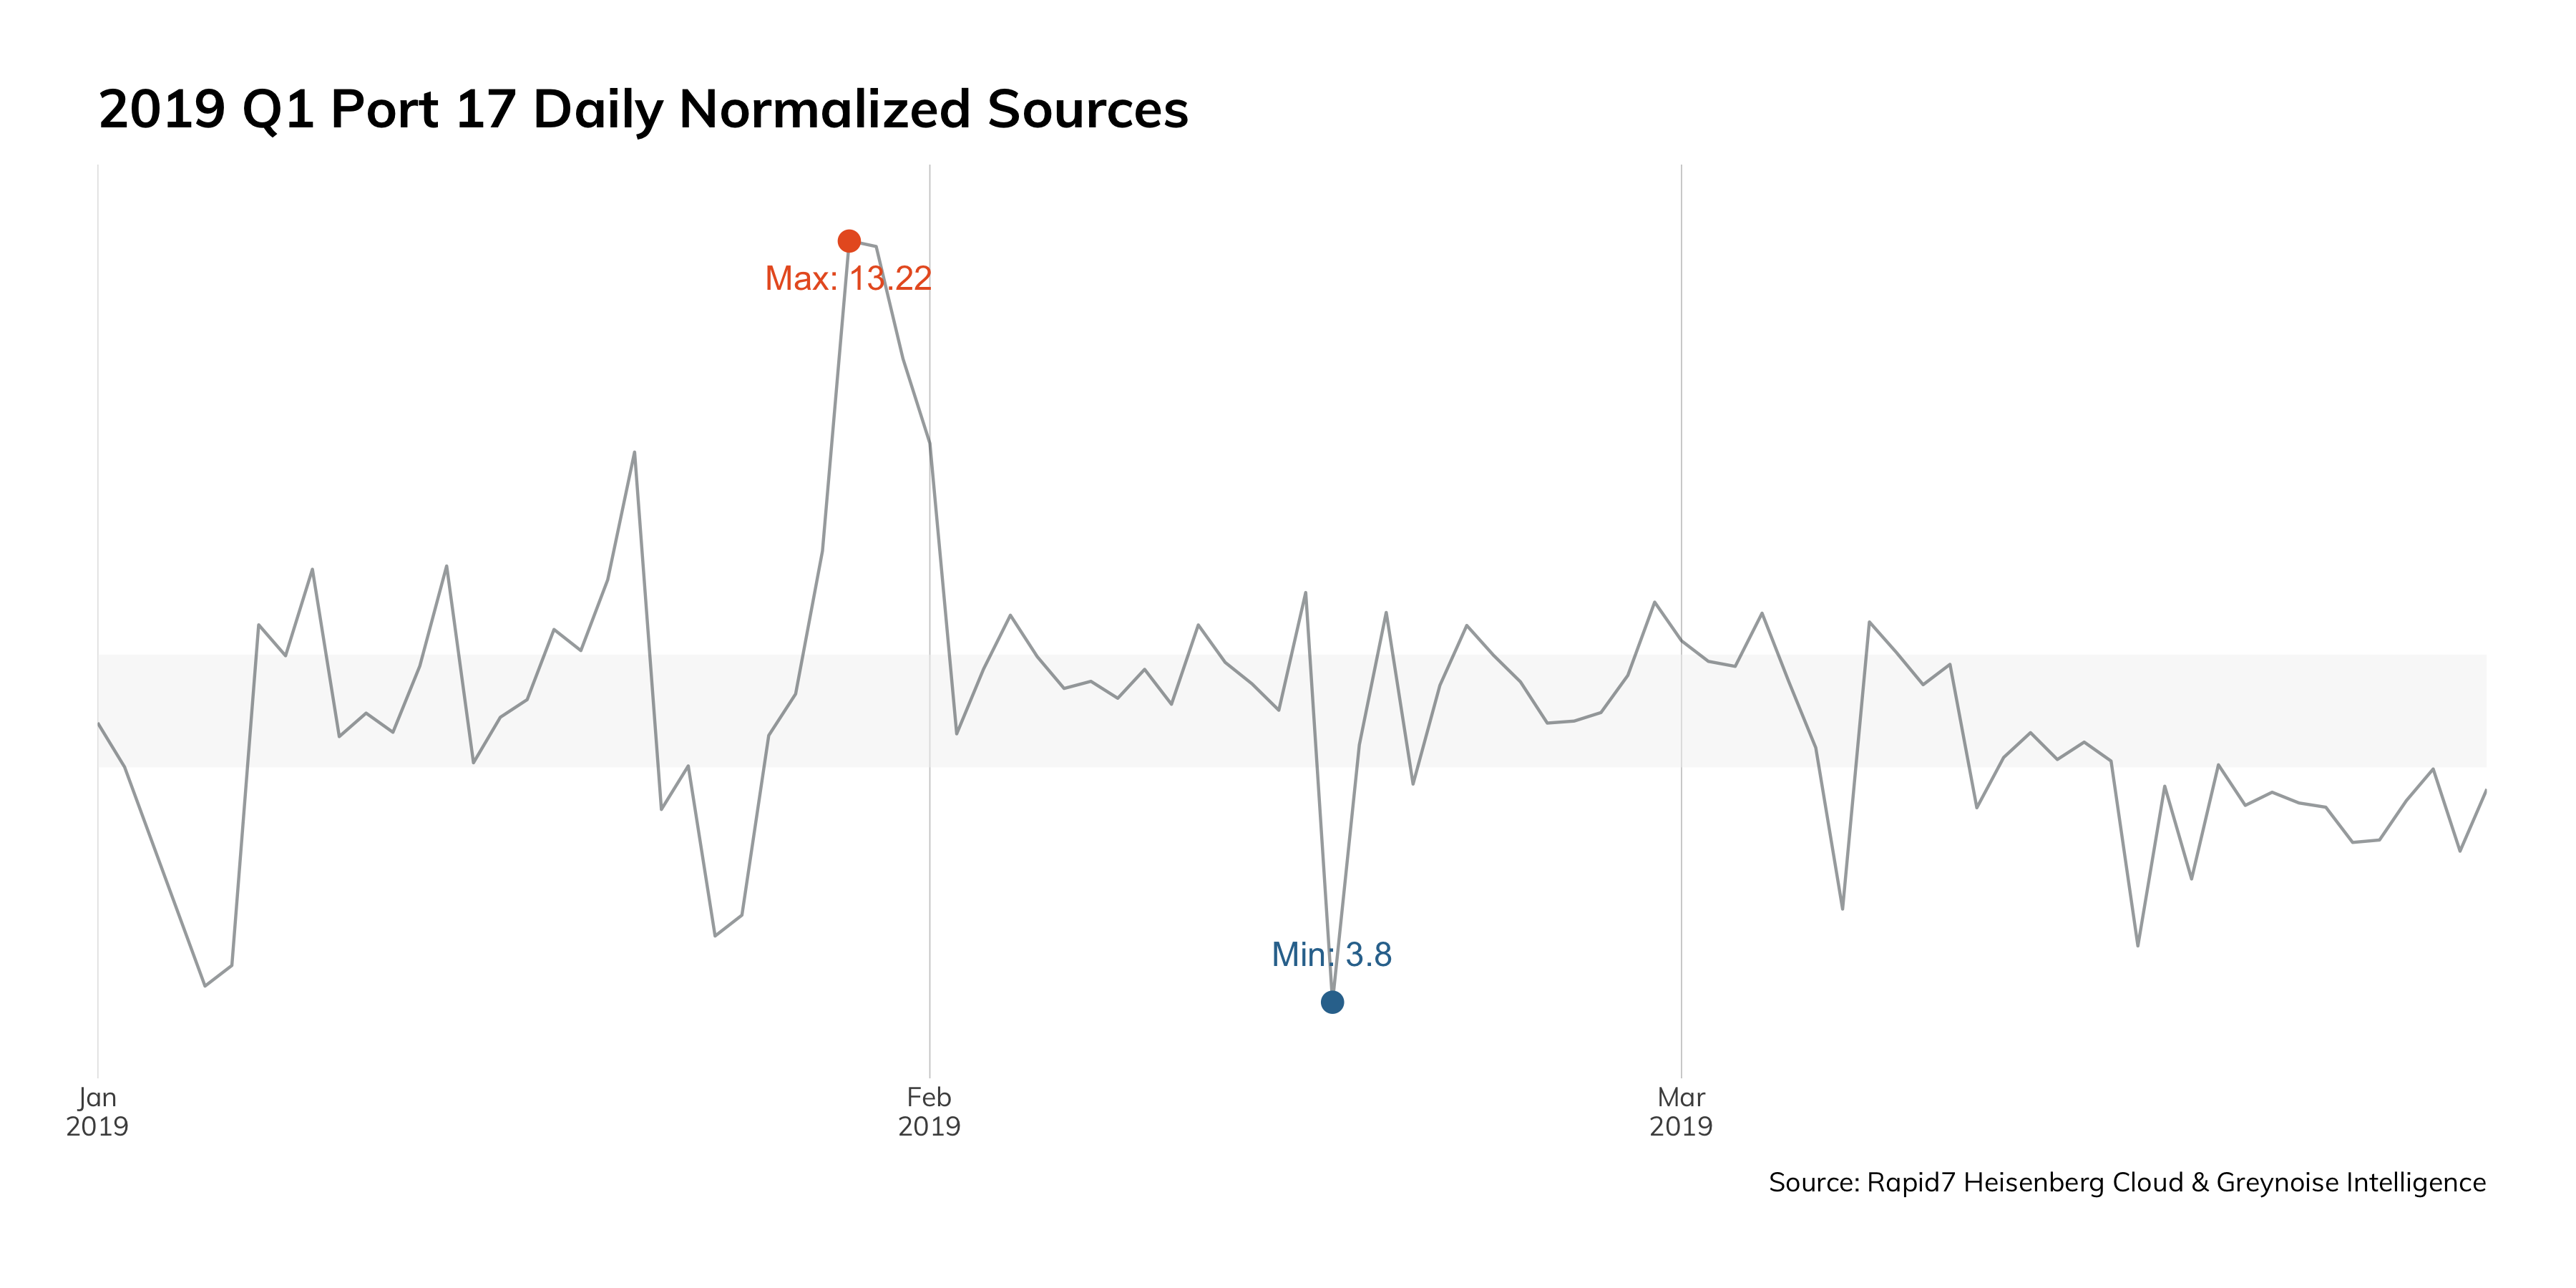 2019 Q1 Port 17 Daily Normalized Sources
Max: 13.22
Min: 3.8
Jan
2019
Feb
2019
Mar
2019
Source: Rapid7 Heisenberg Cloud & Greynoise Intelligence